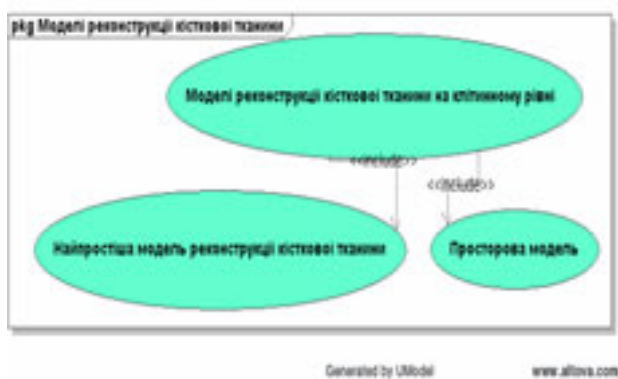 pkg Моделі реконструкції кісткової тканини
Моделі реконструкції кісткової тканини на клітинному рівні
<<include>>
<<include>>
Найпростіша модель реконструкції кісткової тканини
Просторова модель
Generated by UModel
www.altova.com